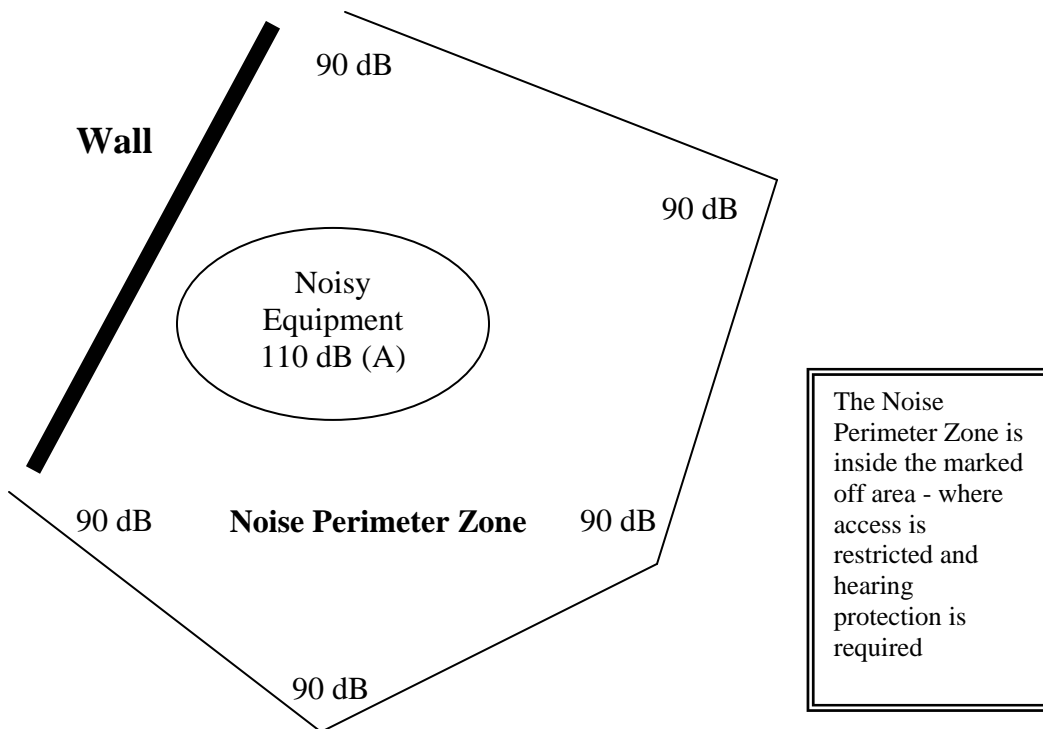 90 dB
Wall
90 dB
Noisy
Equipment
110 dB (A)
90 dB
Noise Perimeter Zone
90 dB
90 dB
The Noise
Perimeter Zone is
inside the marked
off area - where
access is
restricted and
hearing
protection is
required